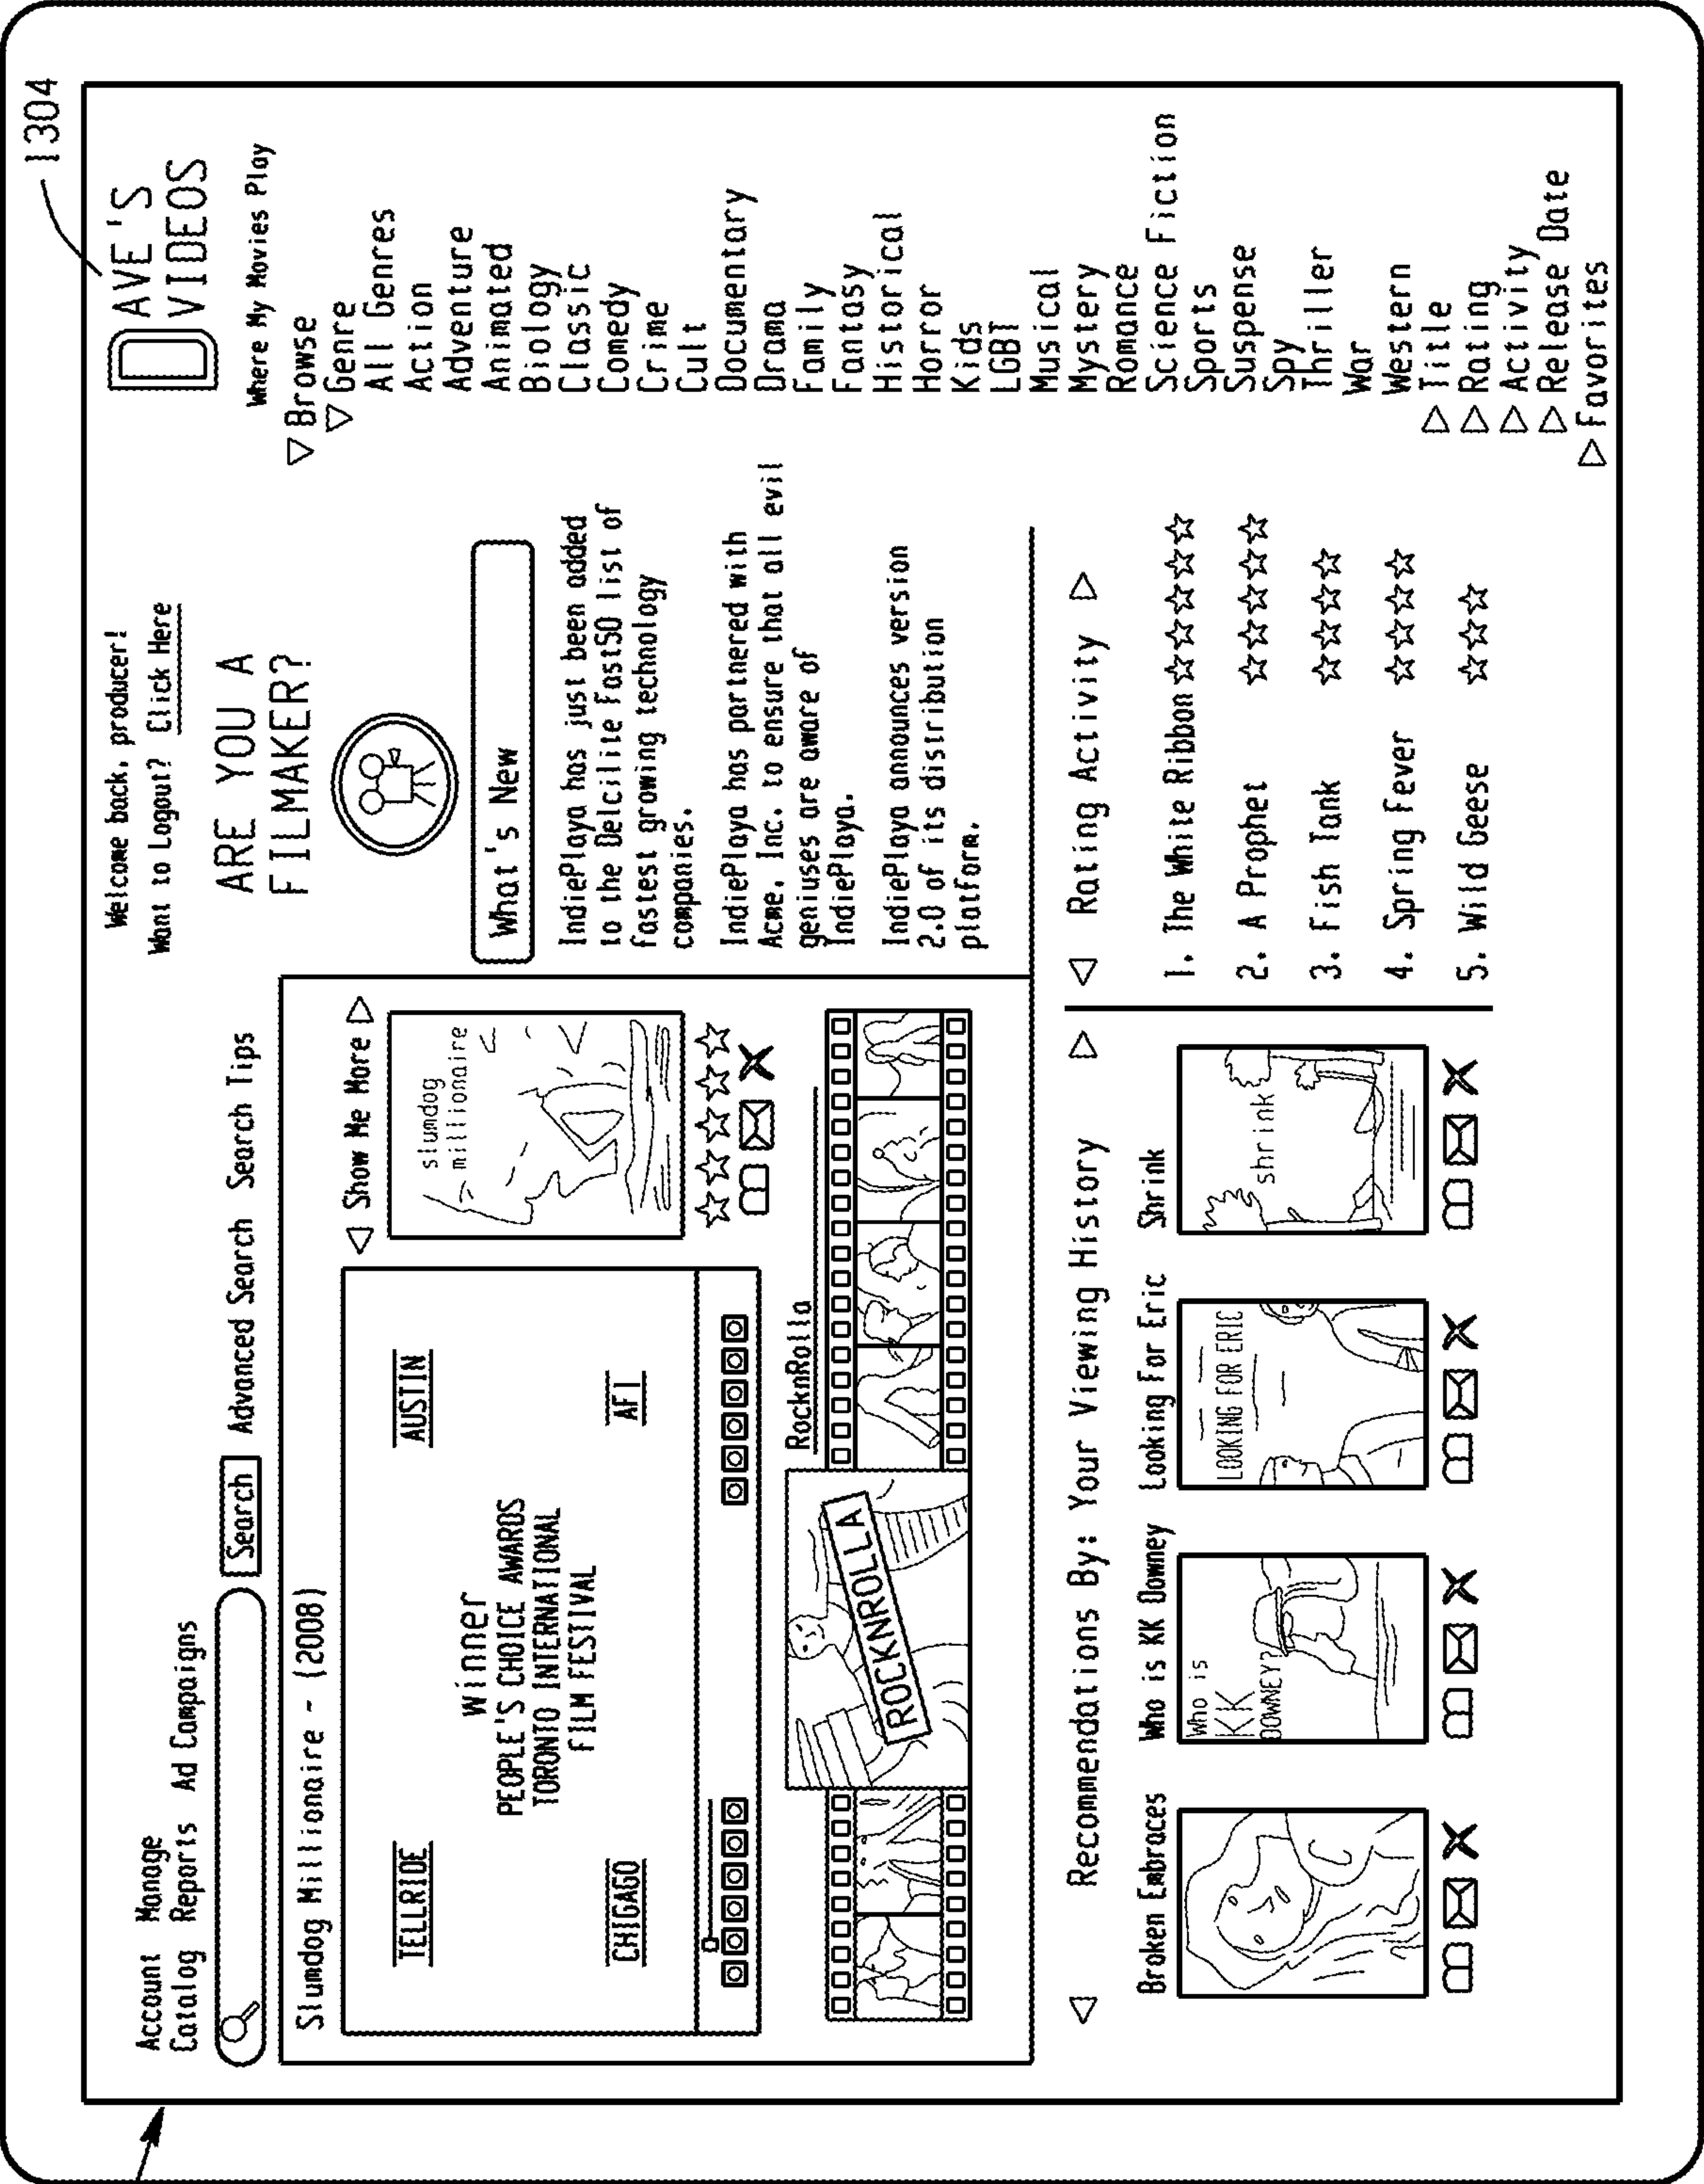 1304
Account Manage
Catalog Reports Ad Campaigns
Search Advanced Search Search Tips
Welcome back, producer!
Want to Logout? Click Here
DAVE'S
VIDEOS
Where My Movies Play
Slumdog Millionaire - (2008)
TELLRIDE
AUSTIN
Winner
PEOPLE'S CHOICE AWARDS
TORONTO INTERNATIONAL
FILM FESTIVAL
CHIGAGO
AFI
Show Me More
slumdog
millionaire
RocknRolla
ROCKNROLLA
ARE YOU A
FILMAKER?
What's New
IndiePlaya has just been added
to the Delcilite Fast50 list of
fastest growing technology
companies.
IndiePlaya has partnered with
Acme, Inc. to ensure that all evil
geniuses are aware of
IndiePlaya.
IndiePlaya announces version
2.0 of its distribution
platform.
Browse
Genre
All Genres
Action
Adventure
Animated
Biology
Classic
Comedy
Crime
Cult
Documentary
Drama
Family
Fantasy
Historical
Horror
Kids
LGBT
Musical
Mystery
Romance
Science Fiction
Sports
Suspense
Spy
Thriller
War
Western
Title
Rating
Activity
Release Date
Favorites
Recommendations By: Your Viewing History
Broken Embraces
Who is KK Downey
Looking For Eric
Shrink
Who is
KK
DOWNEY?
LOOKING FOR ERIC
shrink
Rating Activity
1. The White Ribbon
2. A Prophet
3. Fish Tank
4. Spring Fever
5. Wild Geese